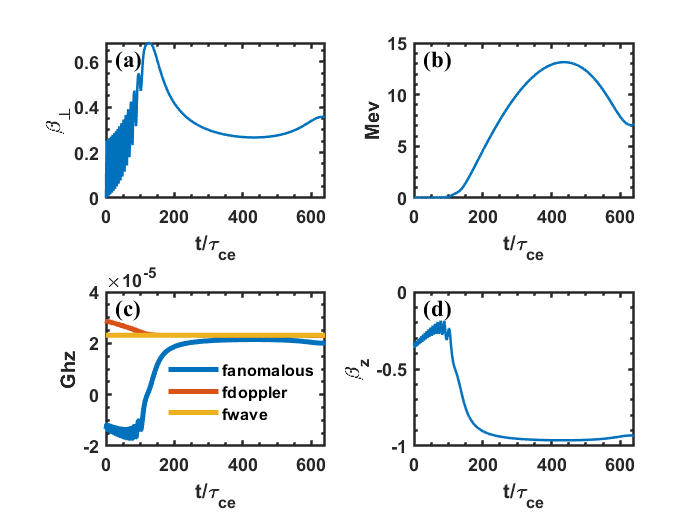 (a)
0.6
0.4
0.2
0
β⊥
0 200 400 600
t/τce
(b)
15
10
5
0
Mev
0 200 400 600
t/τce
×10-5
(c)
4
2
0
-2
Ghz
fanomalous
fdoppler
fwave
0 200 400 600
t/τce
(d)
0
-0.5
-1
βz
0 200 400 600
t/τce